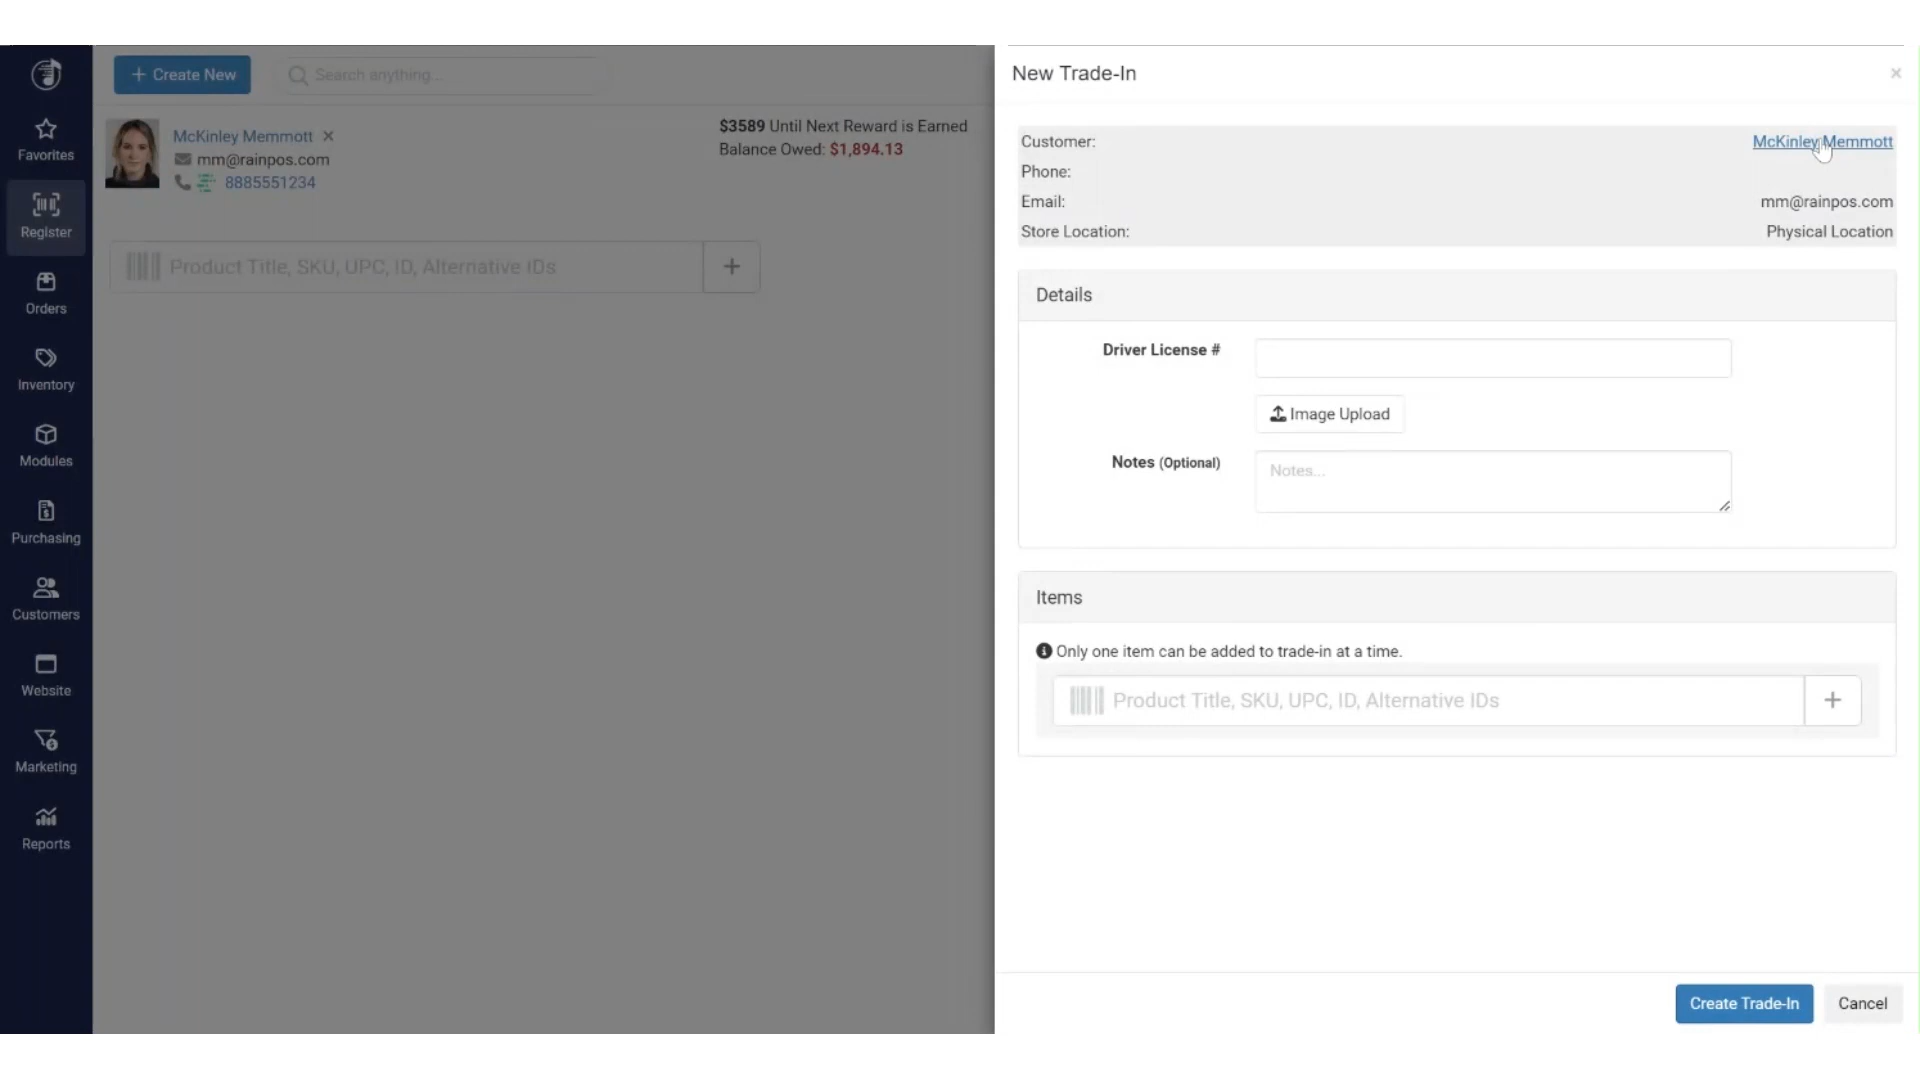 Favorites
Register
Orders
Inventory
Modules
Purchasing
Customers
Website
Marketing
Reports
+ Create New
Search anything...
McKinley Memmott ×
mm@rainpos.com
8885551234
$3589 Until Next Reward is Earned
Balance Owed: $1,894.13
Product Title, SKU, UPC, ID, Alternative IDs
+
New Trade-In
×
Customer: McKinley Memmott
Phone:
Email: mm@rainpos.com
Store Location: Physical Location
Details
Driver License #
Image Upload
Notes (Optional)
Notes...
Items
Only one item can be added to trade-in at a time.
Product Title, SKU, UPC, ID, Alternative IDs
+
Create Trade-In
Cancel